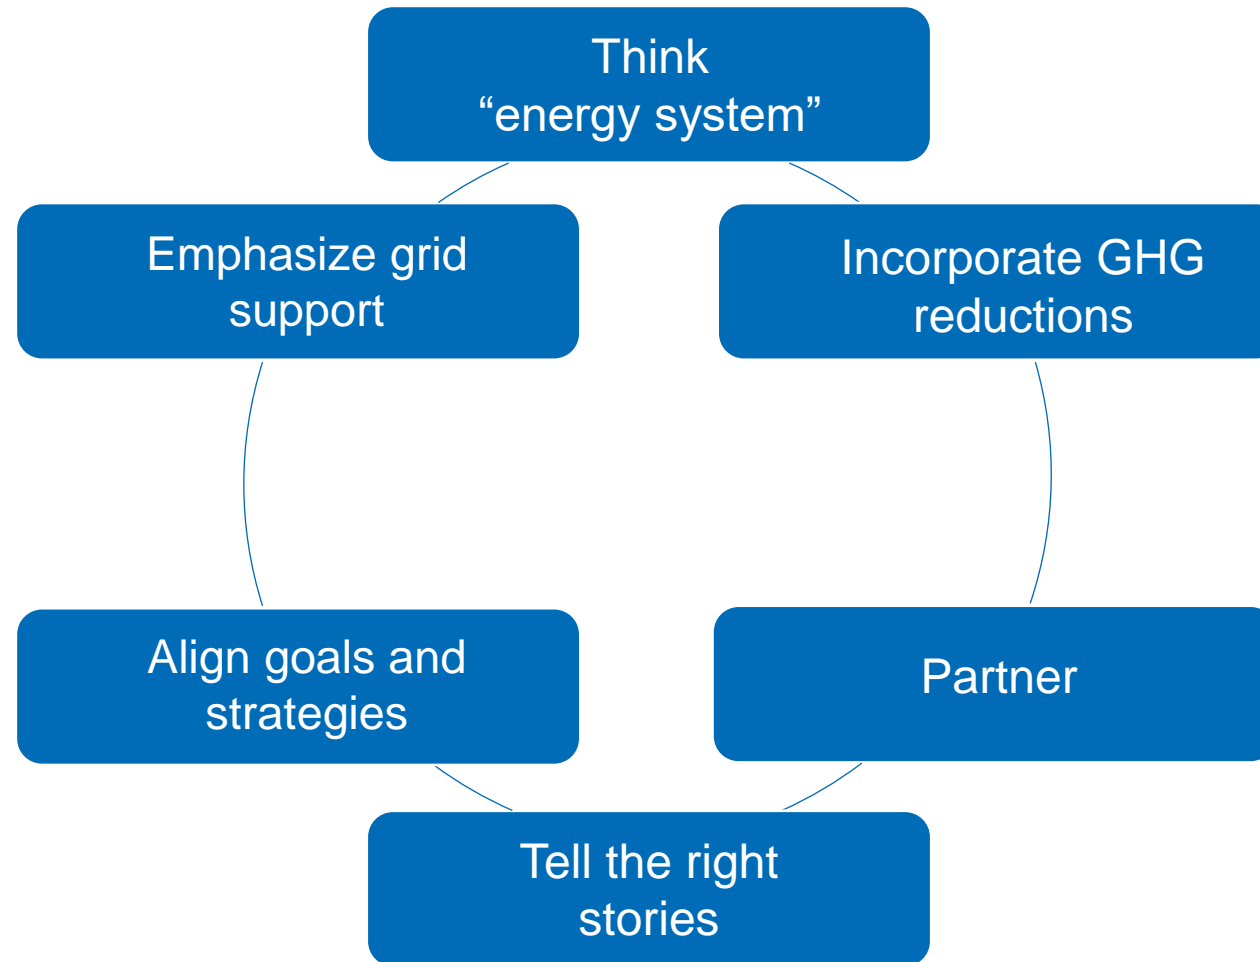 Think
“energy system”
Emphasize grid
support
Incorporate GHG
reductions
Align goals and
strategies
Partner
Tell the right
stories